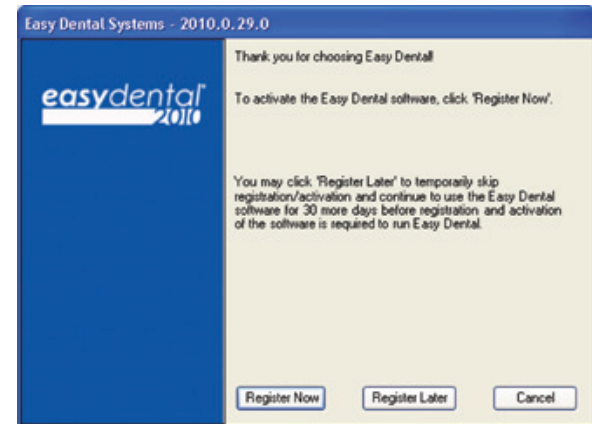 Easy Dental Systems - 2010.0.29.0
easydental
2010
Thank you for choosing Easy Dental!
To activate the Easy Dental software, click 'Register Now'.
You may click 'Register Later' to temporarily skip
registration/activation and continue to use the Easy Dental
software for 30 more days before registration and activation
of the software is required to run Easy Dental.
Register Now
Register Later
Cancel